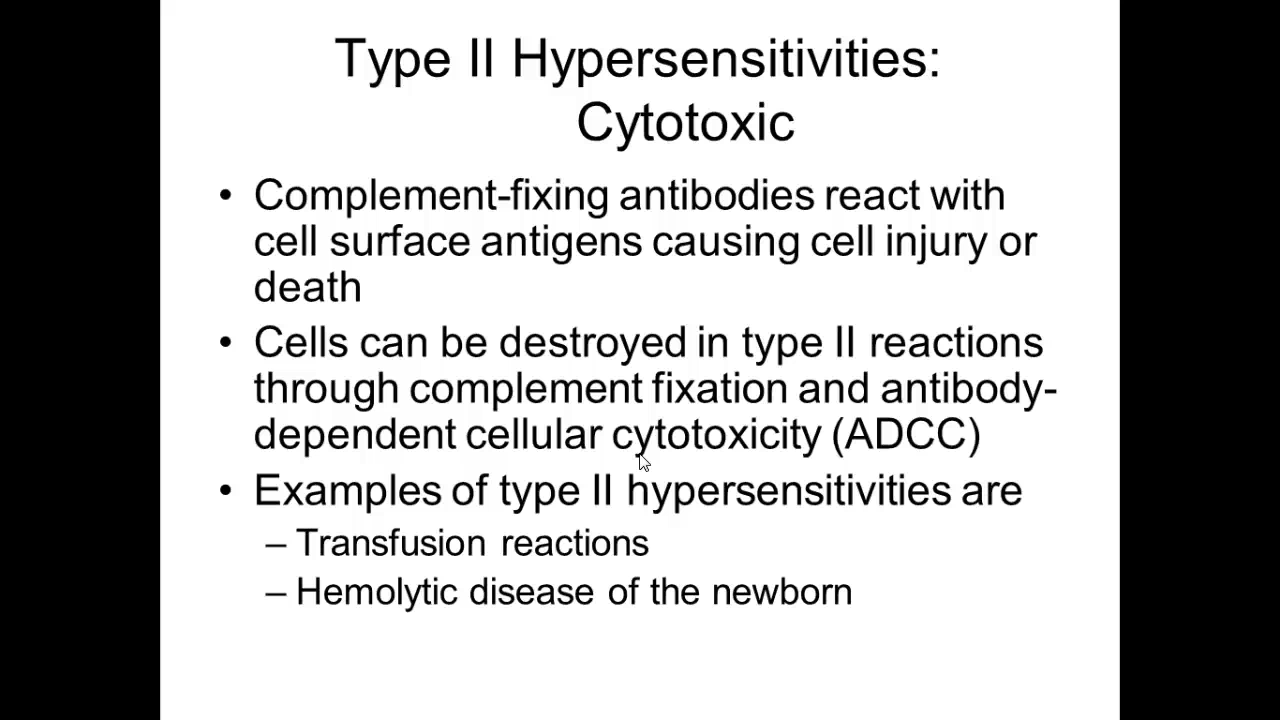 Type II Hypersensitivities:
Cytotoxic
• Complement-fixing antibodies react with
cell surface antigens causing cell injury or
death
• Cells can be destroyed in type II reactions
through complement fixation and antibody-
dependent cellular cytotoxicity (ADCC)
• Examples of type II hypersensitivities are
– Transfusion reactions
– Hemolytic disease of the newborn